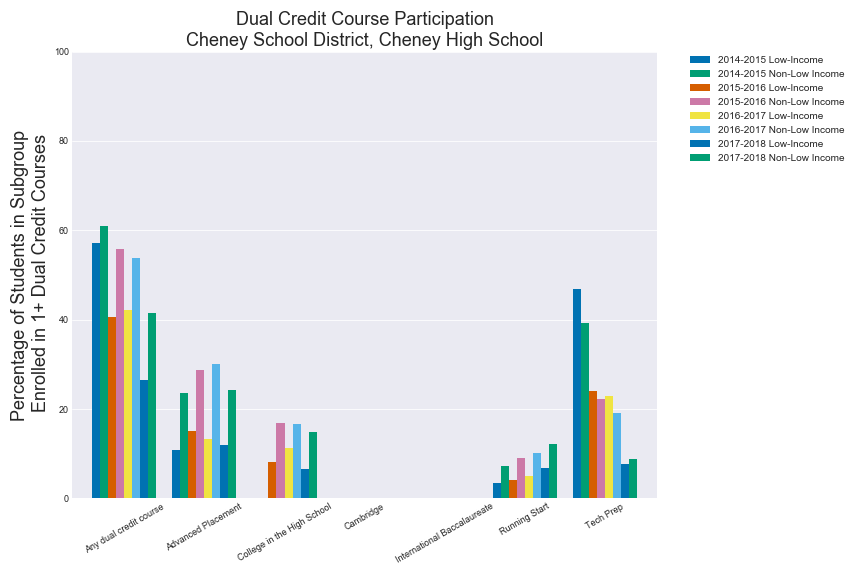 Dual Credit Course Participation
Cheney School District, Cheney High School
Percentage of Students in Subgroup
Enrolled in 1+ Dual Credit Courses
100
80
60
40
20
0
Any dual credit course
Advanced Placement
College in the High School
Cambridge
International Baccalaureate
Running Start
Tech Prep
2014-2015 Low-Income
2014-2015 Non-Low Income
2015-2016 Low-Income
2015-2016 Non-Low Income
2016-2017 Low-Income
2016-2017 Non-Low Income
2017-2018 Low-Income
2017-2018 Non-Low Income